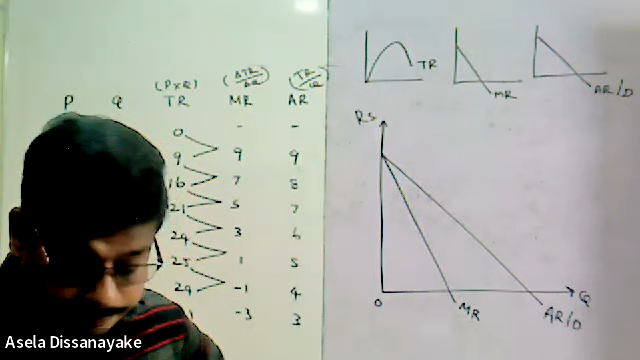 (PxQ) (ΔTR/ΔQ) (TR/Q)
P Q TR MR AR
0 - -
9 9 9
16 7 8
21 5 7
24 3 6
25 1 5
24 -1 4
-3 3
TR
MR
AR/D
Rs
0
Q
MR
AR/D
Asela Dissanayake